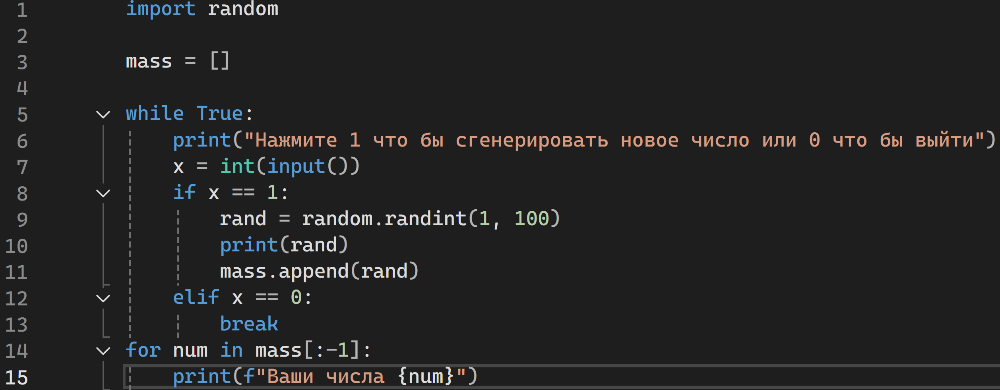 1 import random
2
3 mass = []
4
5 while True:
6     print("Нажмите 1 что бы сгенерировать новое число или 0 что бы выйти")
7     x = int(input())
8     if x == 1:
9         rand = random.randint(1, 100)
10         print(rand)
11         mass.append(rand)
12     elif x == 0:
13         break
14 for num in mass[:-1]:
15     print(f"Ваши числа {num}")